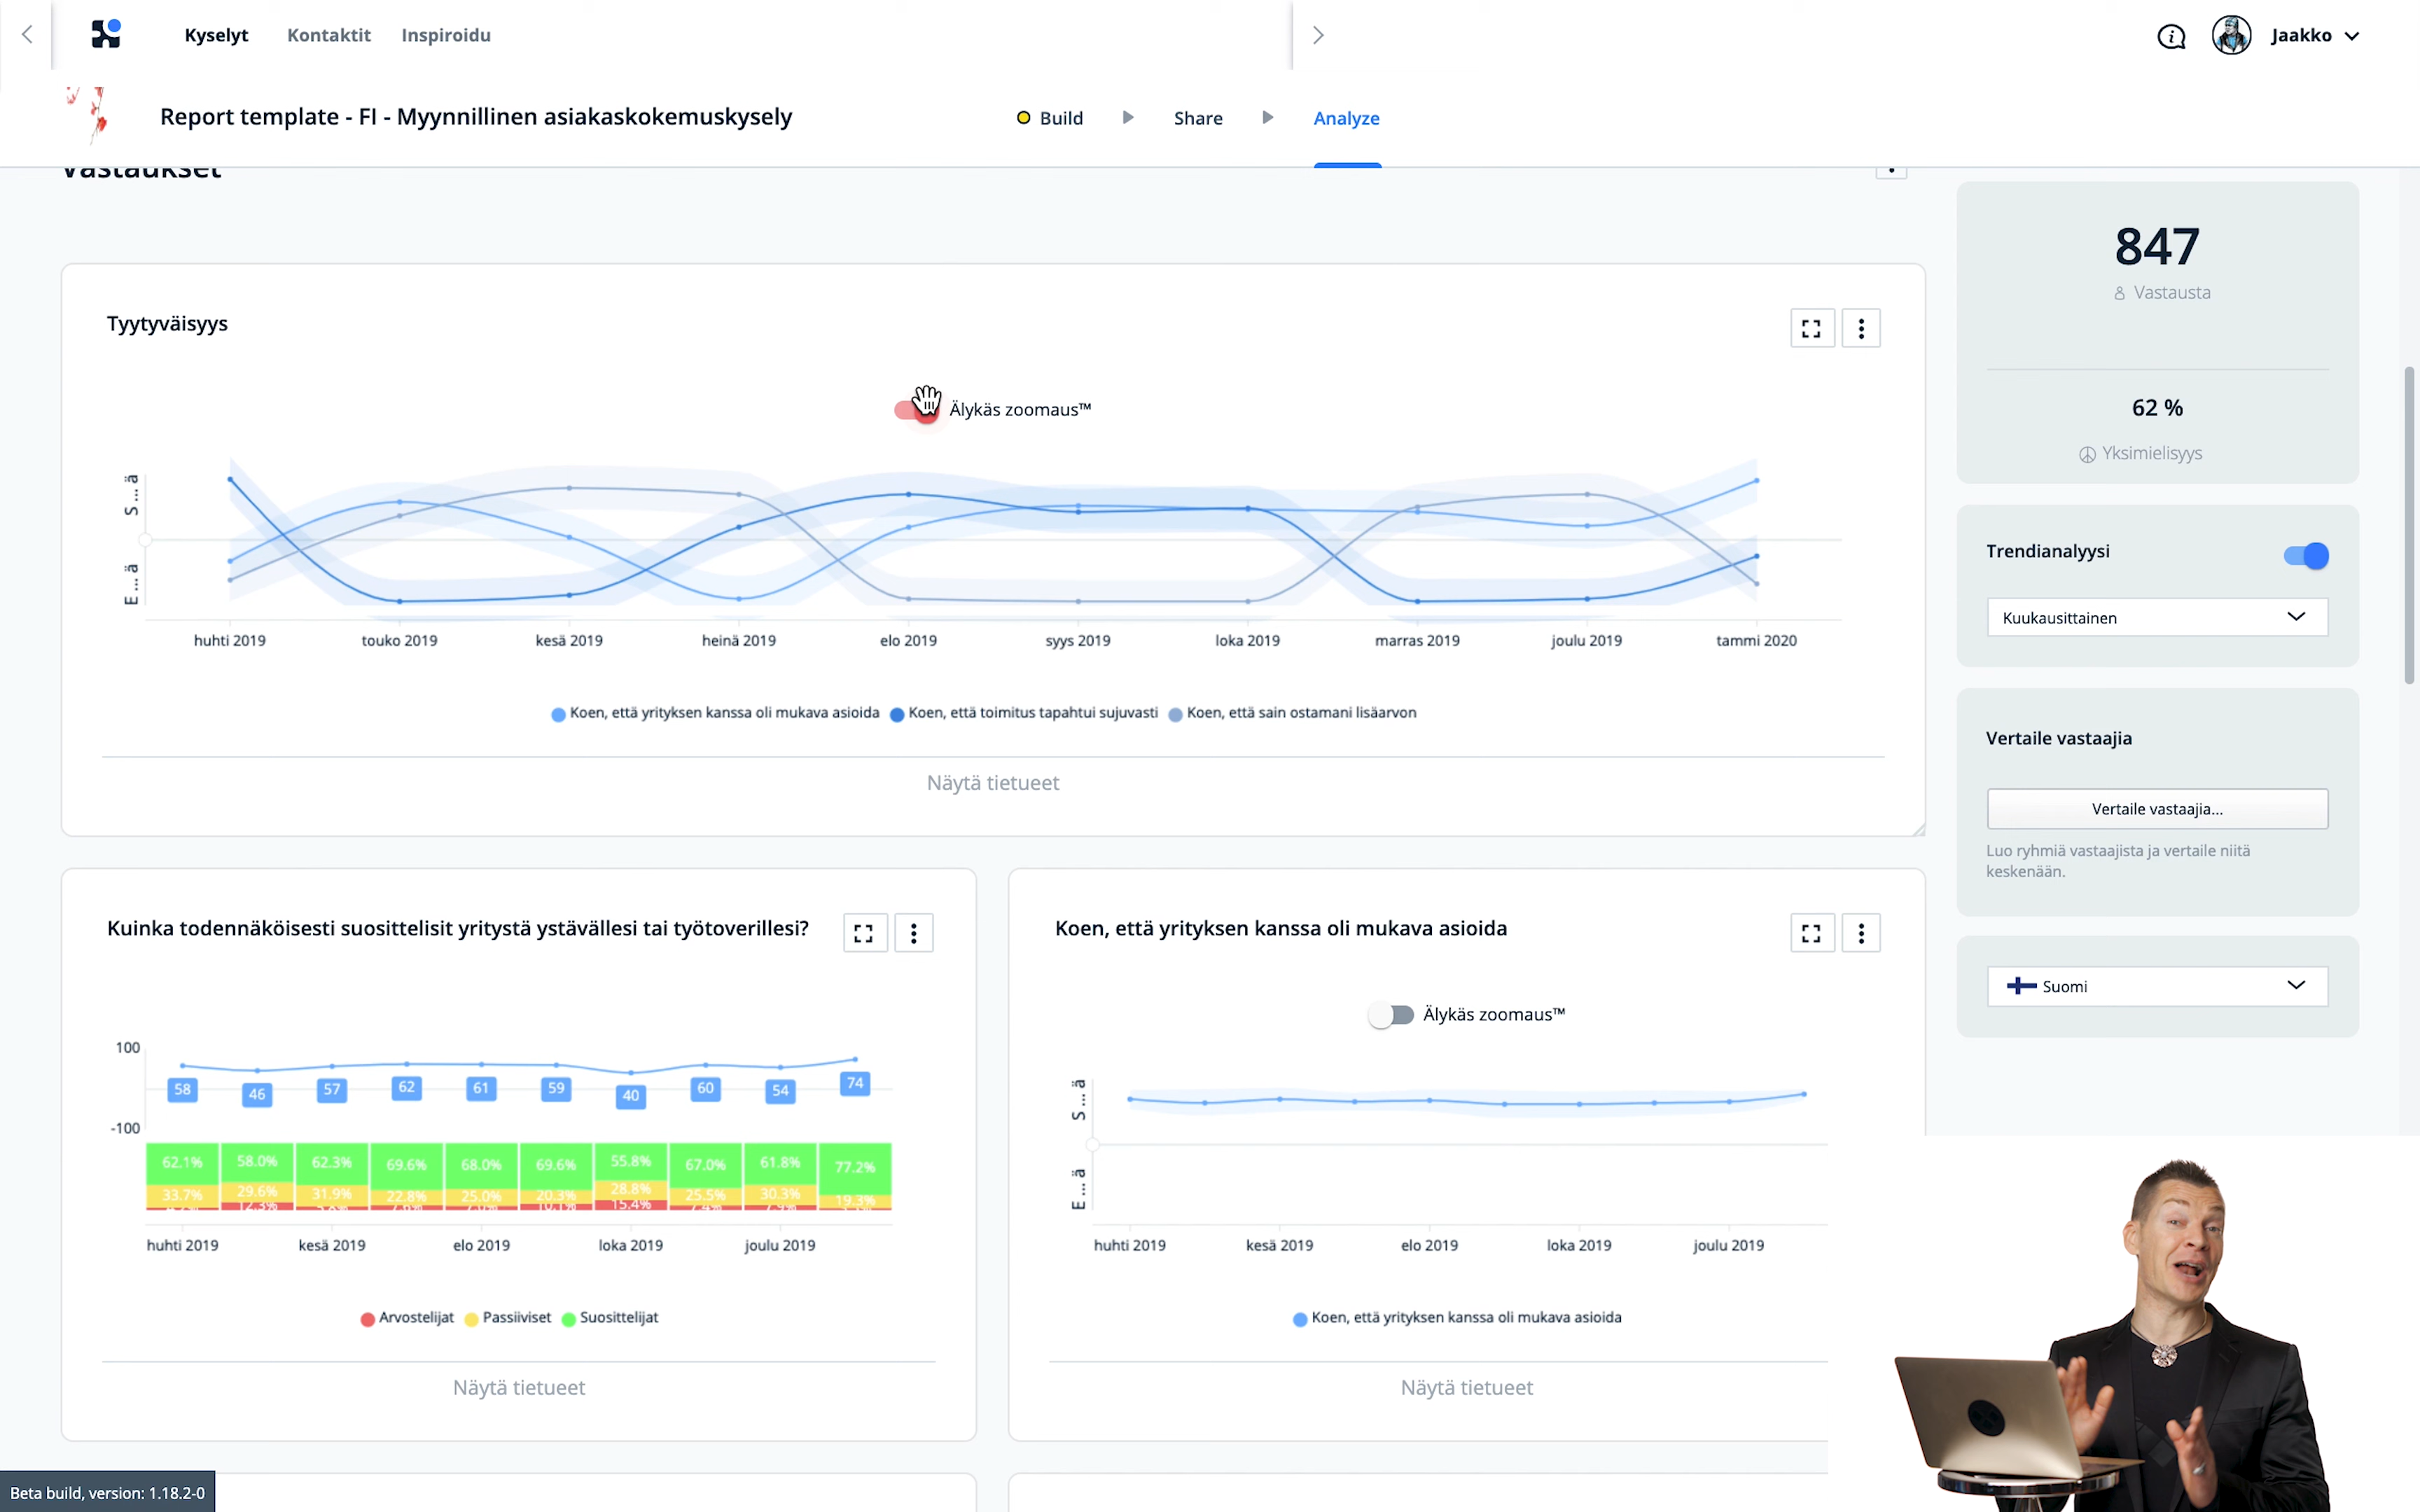 Kyselyt Kontaktit Inspiroidu
Jaakko
Report template - FI - Myynnillinen asiakaskokemuskysely
Build Share Analyze
Vastaukset
Tyytyväisyys
Älykäs zoomaus™
S ...ä
E ...ä
huhti 2019 touko 2019 kesä 2019 heinä 2019 elo 2019 syys 2019 loka 2019 marras 2019 joulu 2019 tammi 2020
Koen, että yrityksen kanssa oli mukava asioida Koen, että toimitus tapahtui sujuvasti Koen, että sain ostamani lisäarvon
Näytä tietueet
847
Vastausta
62 %
Yksimielisyys
Trendianalyysi
Kuukausittainen
Vertaile vastaajia
Vertaile vastaajia...
Luo ryhmiä vastaajista ja vertaile niitä
keskenään.
Suomi
Kuinka todennäköisesti suosittelisit yritystä ystävällesi tai työtoverillesi?
100
58 46 57 62 61 59 40 60 54 74
-100
62.1% 58.0% 62.3% 69.6% 68.0% 69.6% 55.8% 67.0% 61.8% 77.2%
33.7% 29.6% 31.9% 22.8% 25.0% 20.3% 28.8% 25.5% 30.3% 19.3%
12.3% 10.1% 15.4%
huhti 2019 kesä 2019 elo 2019 loka 2019 joulu 2019
Arvostelijat Passiiviset Suosittelijat
Näytä tietueet
Koen, että yrityksen kanssa oli mukava asioida
Älykäs zoomaus™
S ...ä
E ...ä
huhti 2019 kesä 2019 elo 2019 loka 2019 joulu 2019
Koen, että yrityksen kanssa oli mukava asioida
Näytä tietueet
Beta build, version: 1.18.2-0